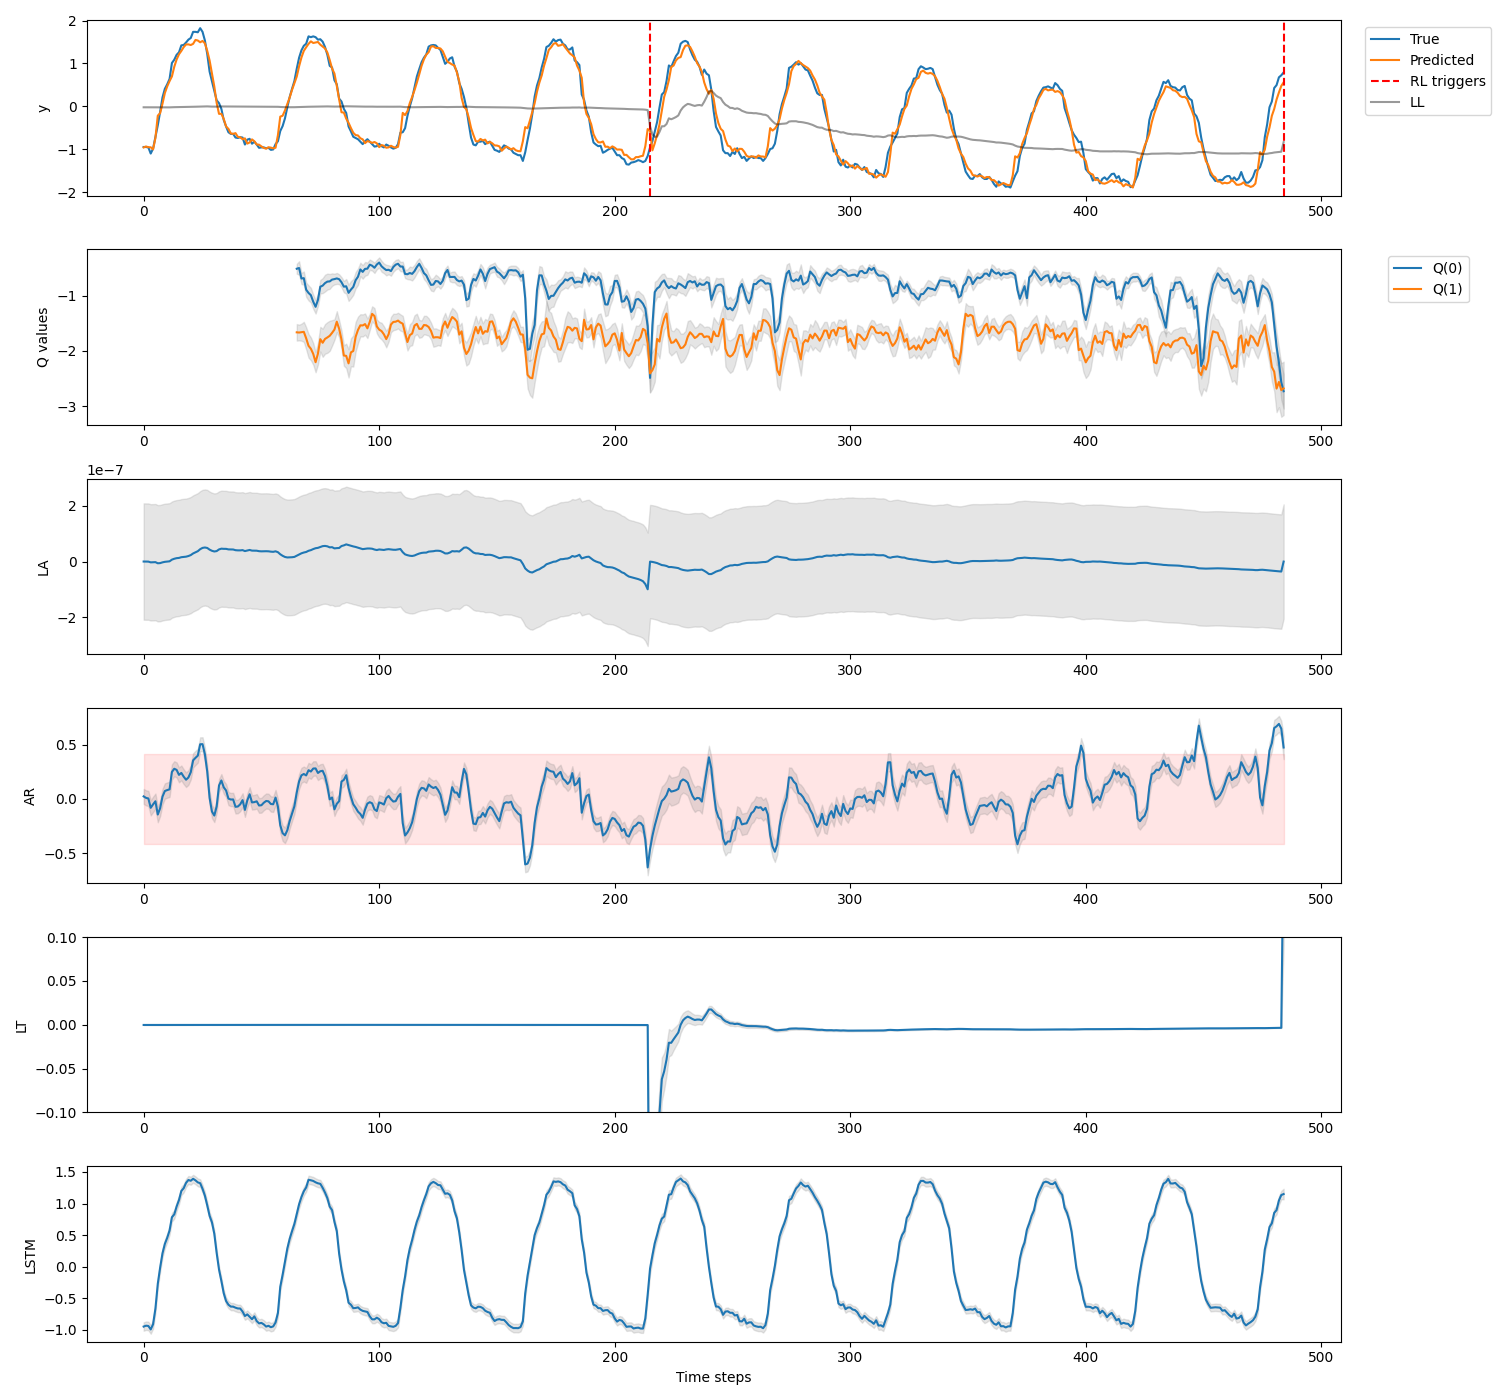 2
1
0
−1
−2
y
0 100 200 300 400 500
True
Predicted
RL triggers
LL
−1
−2
−3
Q values
0 100 200 300 400 500
Q(0)
Q(1)
1e−7
2
0
−2
LA
0 100 200 300 400 500
0.5
0.0
−0.5
AR
0 100 200 300 400 500
0.10
0.05
0.00
−0.05
−0.10
LT
0 100 200 300 400 500
1.5
1.0
0.5
0.0
−0.5
−1.0
LSTM
0 100 200 300 400 500
Time steps